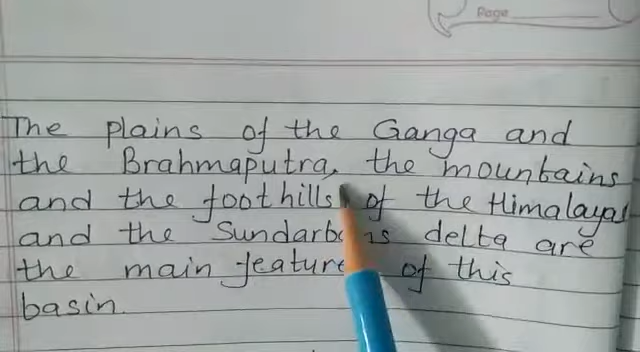 Page
The plains of the Ganga and
the Brahmaputra, the mountains
and the foothills of the Himalayas
and the Sundarbans delta are
the main feature of this
basin.